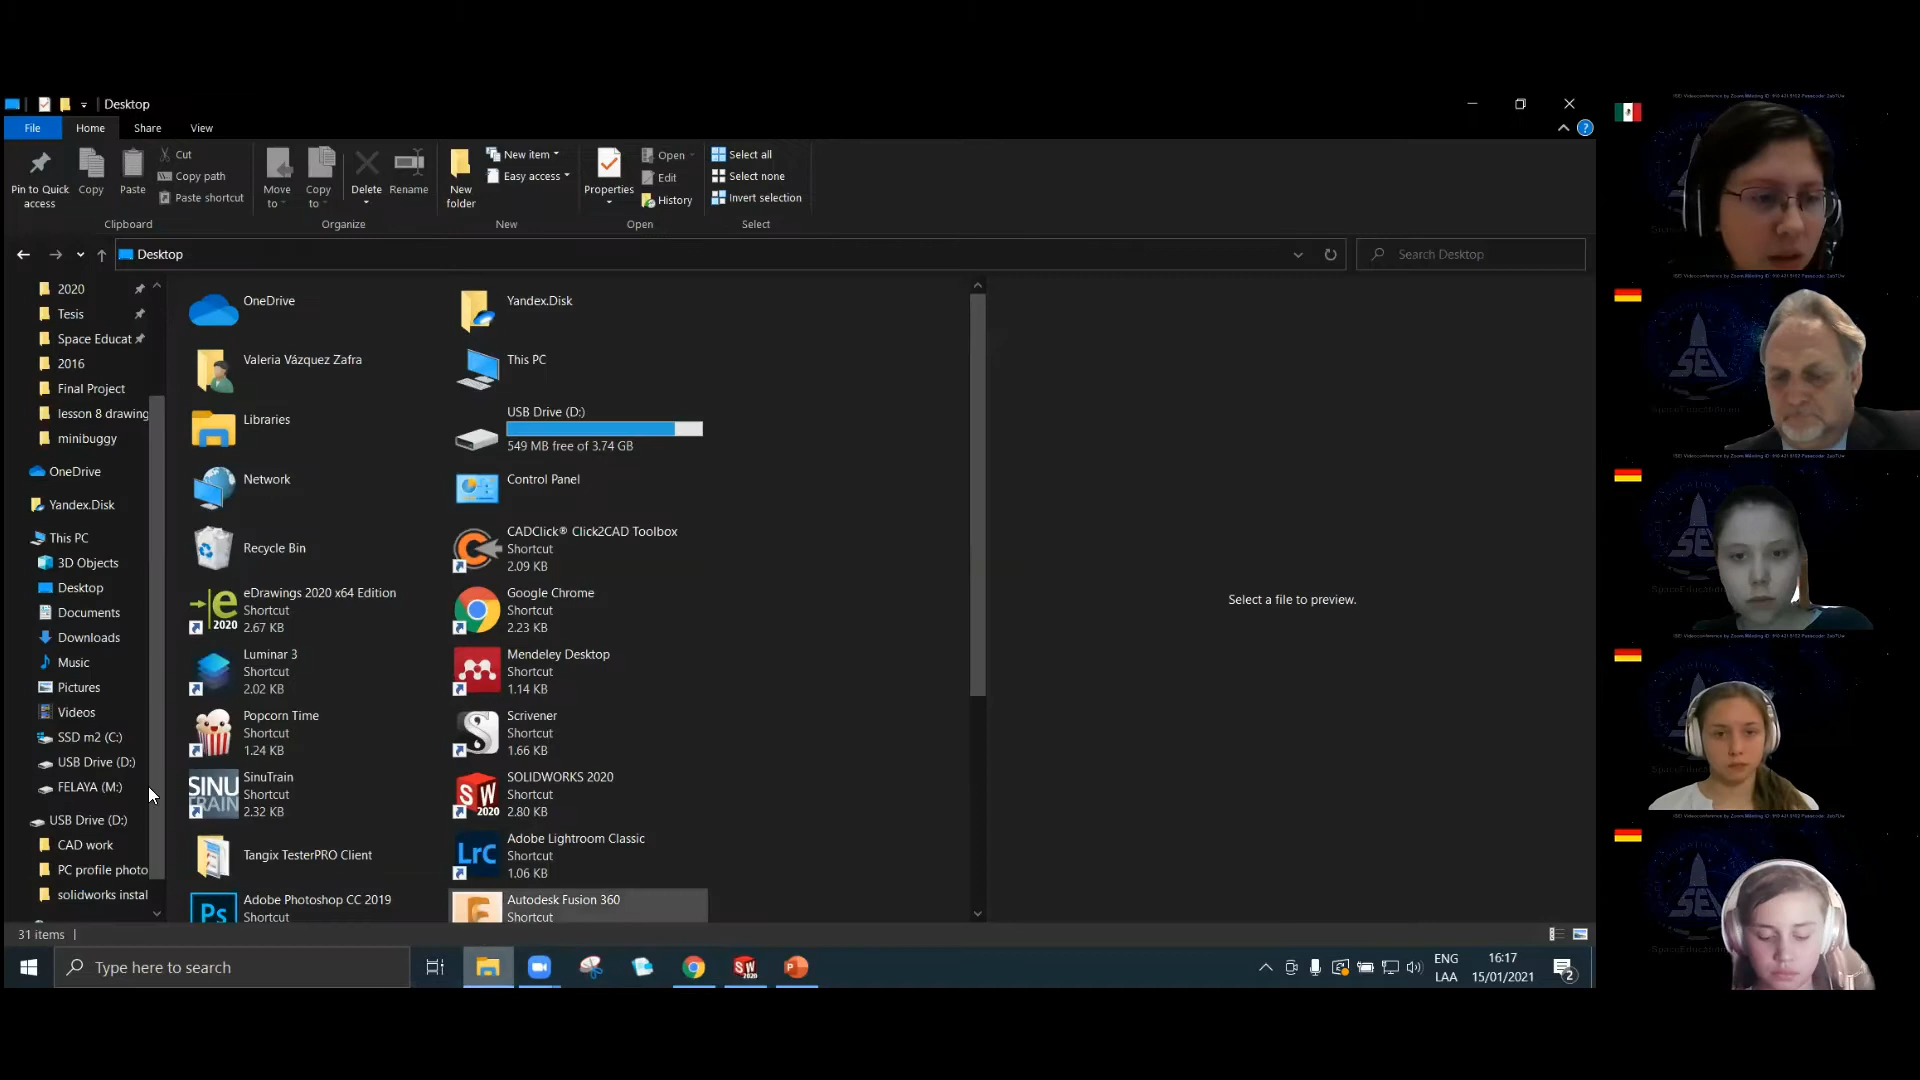 Desktop
File
Home
Share
View
Pin to Quick access
Copy
Paste
Cut
Copy path
Paste shortcut
Move to
Copy to
Delete
Rename
New folder
New item
Easy access
Properties
Open
Edit
History
Select all
Select none
Invert selection
Clipboard
Organize
New
Open
Select
Desktop
Search Desktop
2020
Tesis
Space Educat
2016
Final Project
lesson 8 drawing
minibuggy
OneDrive
Yandex.Disk
This PC
3D Objects
Desktop
Documents
Downloads
Music
Pictures
Videos
SSD m2 (C:)
USB Drive (D:)
FELAYA (M:)
USB Drive (D:)
CAD work
PC profile photo
solidworks instal
OneDrive
Yandex.Disk
Valeria Vázquez Zafra
This PC
Libraries
USB Drive (D:)
549 MB free of 3.74 GB
Network
Control Panel
Recycle Bin
CADClick® Click2CAD Toolbox
Shortcut
2.09 KB
eDrawings 2020 x64 Edition
Shortcut
2.67 KB
Google Chrome
Shortcut
2.23 KB
Luminar 3
Shortcut
2.02 KB
Mendeley Desktop
Shortcut
1.14 KB
Popcorn Time
Shortcut
1.24 KB
Scrivener
Shortcut
1.66 KB
SinuTrain
Shortcut
2.32 KB
SOLIDWORKS 2020
Shortcut
2.80 KB
Tangix TesterPRO Client
Adobe Lightroom Classic
Shortcut
1.06 KB
Adobe Photoshop CC 2019
Shortcut
Autodesk Fusion 360
Shortcut
Select a file to preview.
31 items
Type here to search
ENG
LAA
16:17
15/01/2021
2